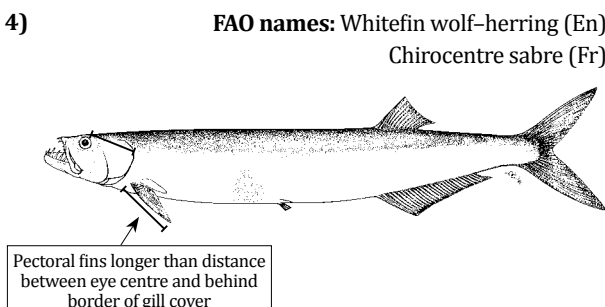 4)
FAO names: Whitefin wolf–herring (En)
Chirocentre sabre (Fr)
Pectoral fins longer than distance
between eye centre and behind
border of gill cover